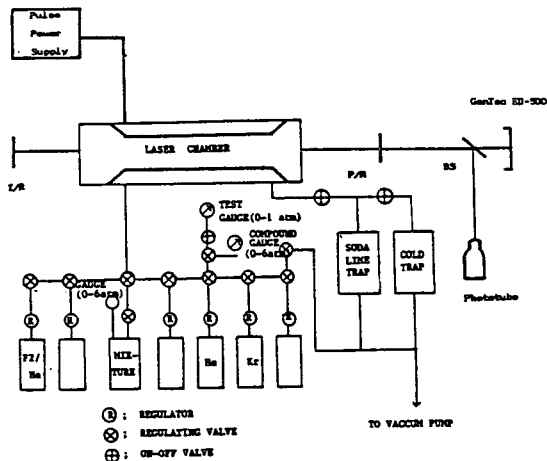 Pulse
Power
Supply
GenTec ED-500
LASER CHAMBER
T/R
P/R
BS
TEST
GAUGE(0-1 atm)
COMPOUND
GAUGE
(0-6atm)
SODA
LIME
TRAP
COLD
TRAP
Phototube
GAUGE
(0-6atm)
R
R
R
R
R
R
F2/
He
MIX-
TURE
He
Kr
R ; REGULATOR
; REGULATING VALVE
; ON-OFF VALVE
TO VACCUM PUMP